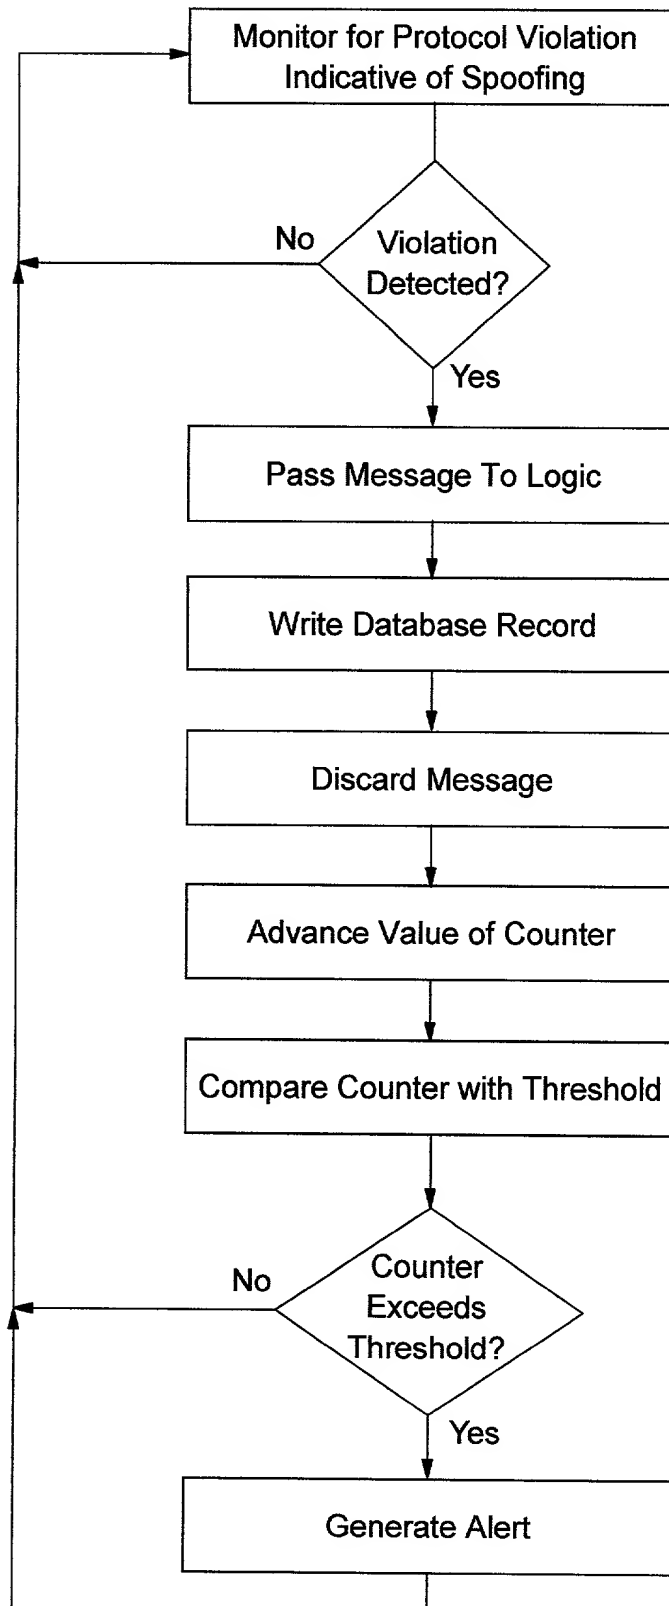 Monitor for Protocol Violation
Indicative of Spoofing
No
Violation
Detected?
Yes
Pass Message To Logic
Write Database Record
Discard Message
Advance Value of Counter
Compare Counter with Threshold
No
Counter
Exceeds
Threshold?
Yes
Generate Alert